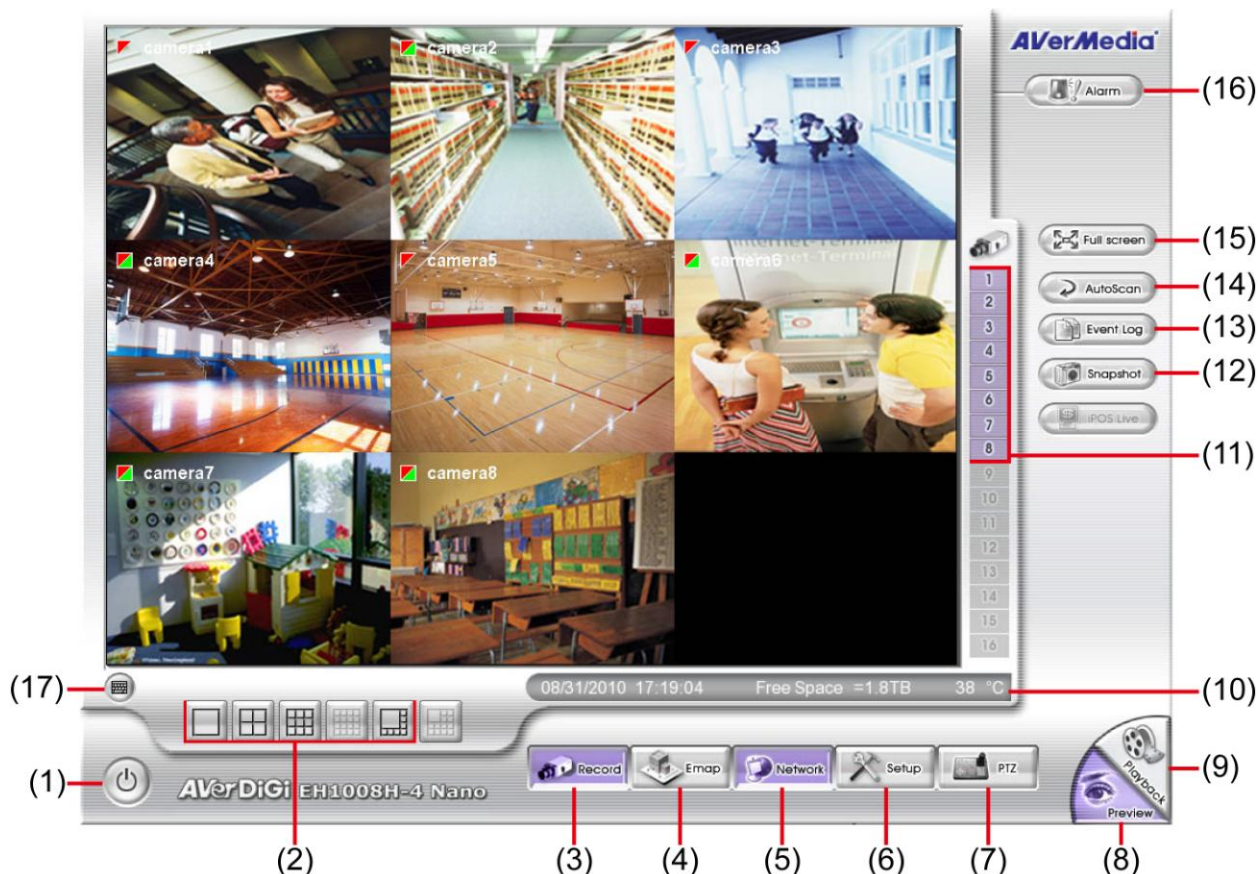 camera1
camera2
camera3
AVerMedia
Alarm
(16)
Full screen
(15)
camera4
camera5
camera6
Internet-Terminal
1
2
3
4
5
6
7
8
9
10
11
12
13
14
15
16
AutoScan
(14)
Event Log
(13)
Snapshot
(12)
iPOS Live
(11)
camera7
camera8
(17)
08/31/2010 17:19:04 Free Space =1.8TB 38 °C
(10)
(1)
AVerDiGi EH1008H-4 Nano
Record
Emap
Network
Setup
PTZ
Playback
(9)
Preview
(2)
(3)
(4)
(5)
(6)
(7)
(8)